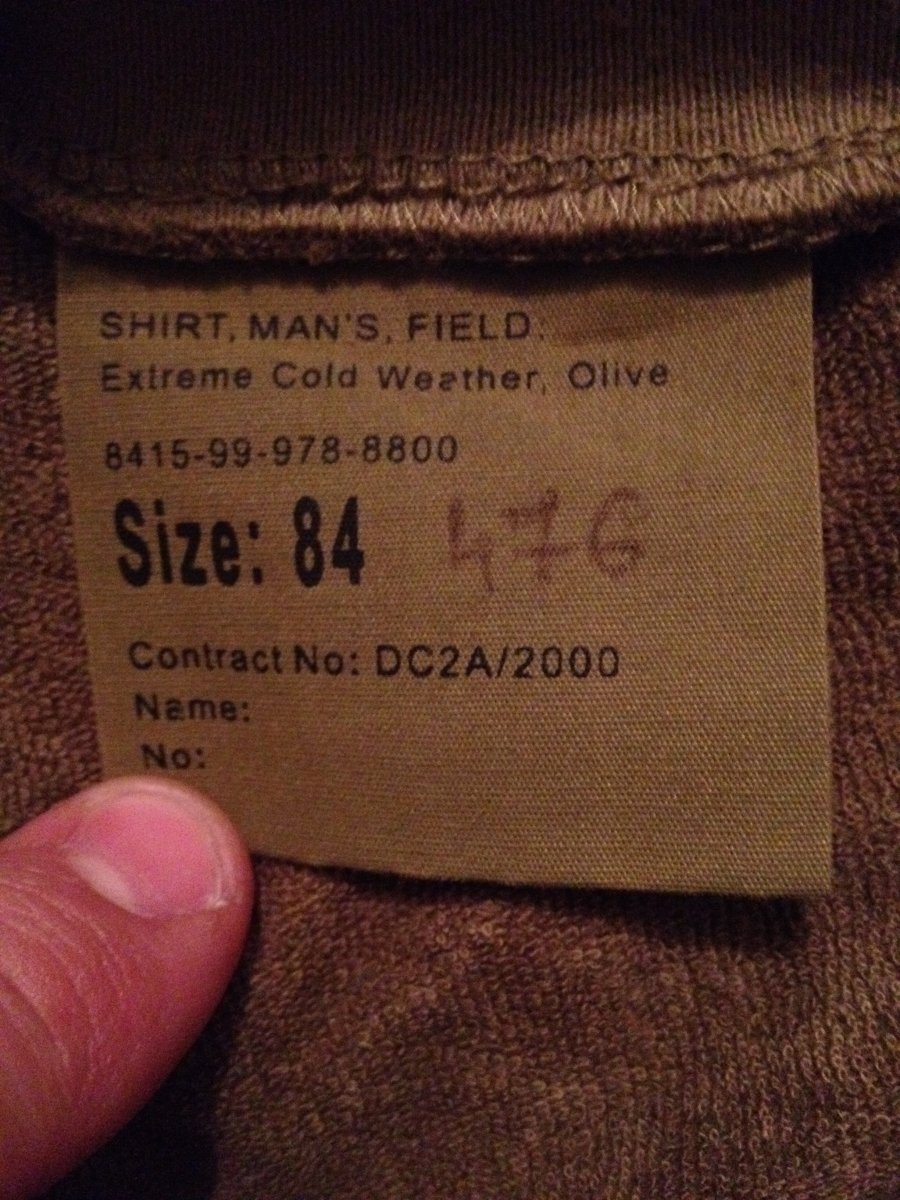 SHIRT, MAN'S, FIELD.
Extreme Cold Weather, Olive
8415-99-978-8800
Size: 84 476
Contract No: DC2A/2000
Name:
No: